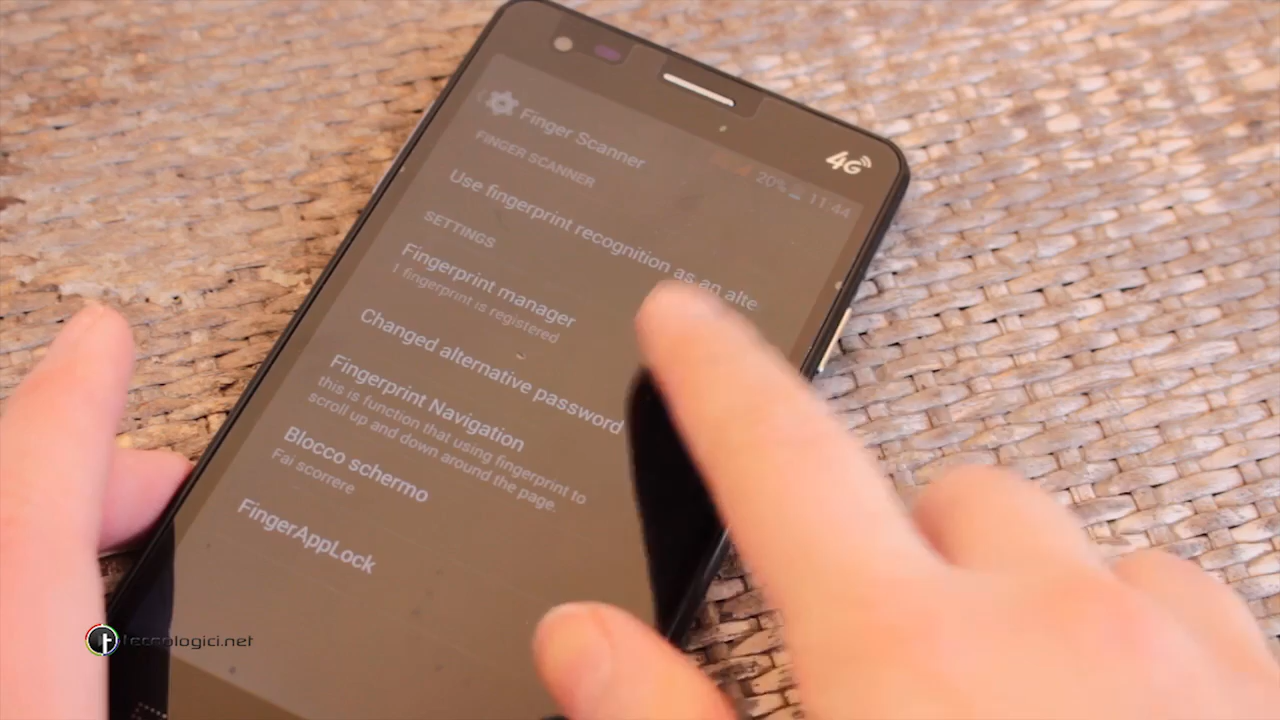 4G
20% 11:44
Finger Scanner
FINGER SCANNER
Use fingerprint recognition as an alte
SETTINGS
Fingerprint manager
1 fingerprint is registered
Changed alternative password
Fingerprint Navigation
this is function that using fingerprint to
scroll up and down around the page.
Blocco schermo
Fai scorrere
FingerAppLock
tecnologici.net